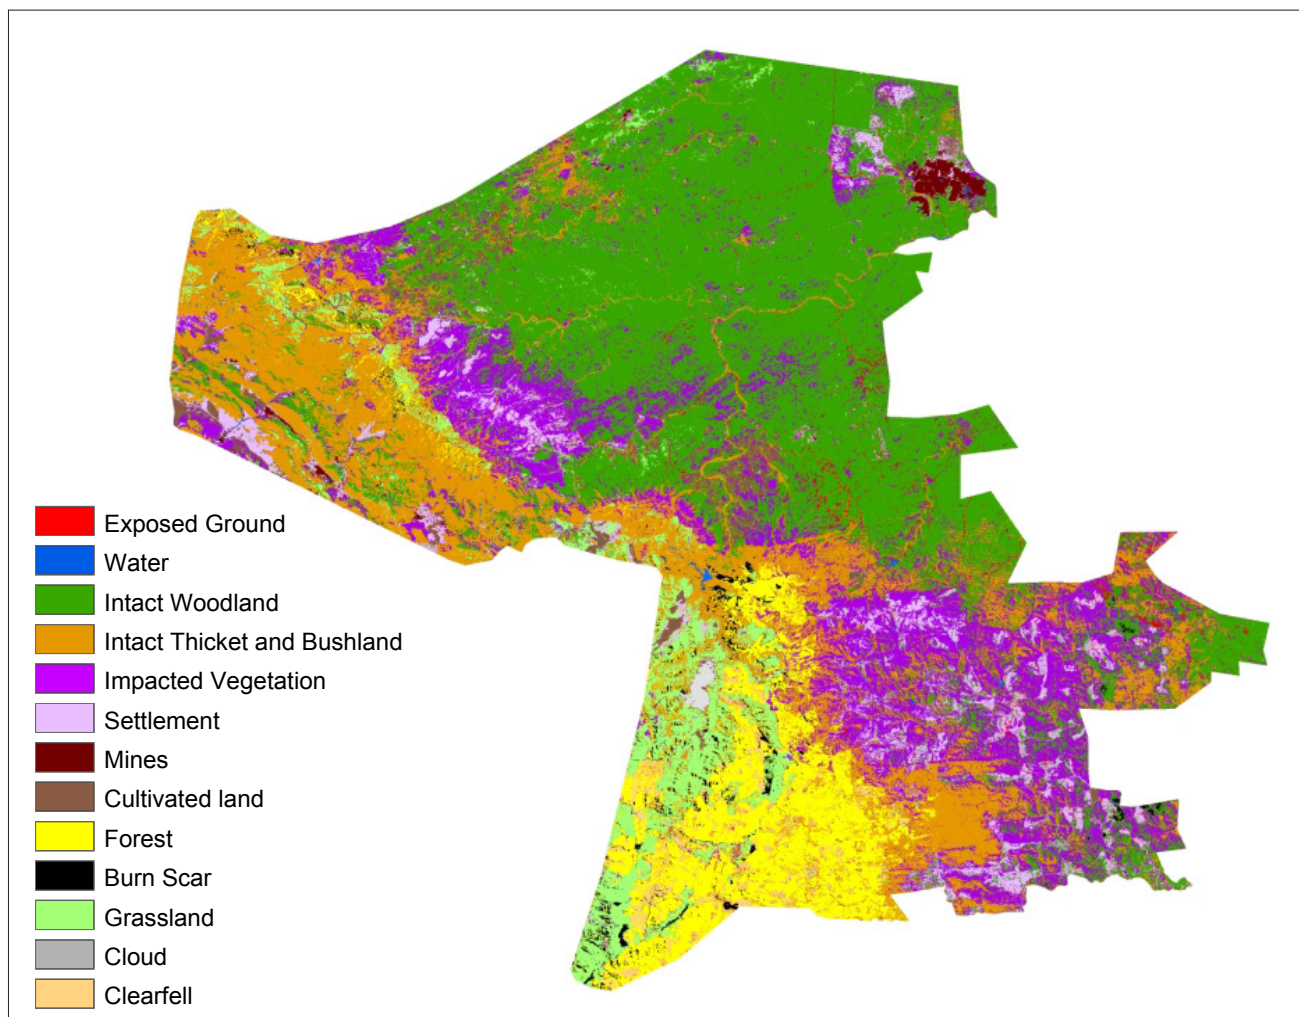 Exposed Ground
Water
Intact Woodland
Intact Thicket and Bushland
Impacted Vegetation
Settlement
Mines
Cultivated land
Forest
Burn Scar
Grassland
Cloud
Clearfell